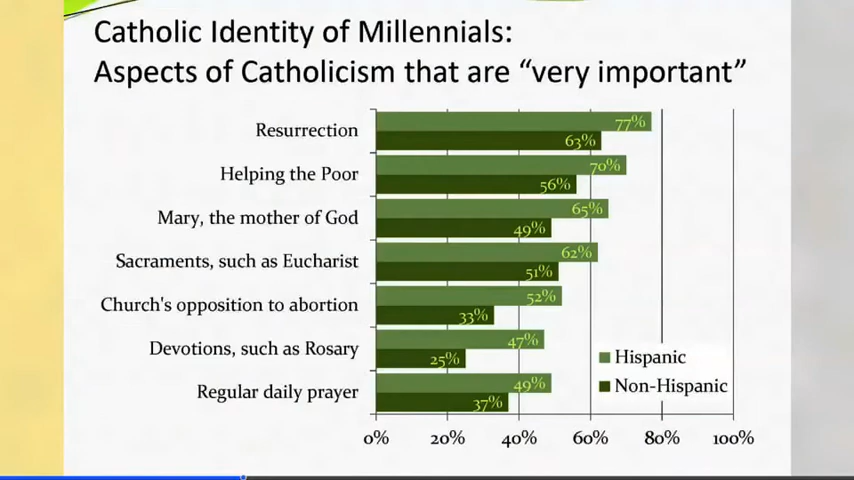 Catholic Identity of Millennials:
Aspects of Catholicism that are “very important”
Resurrection
77%
63%
Helping the Poor
70%
56%
Mary, the mother of God
65%
49%
Sacraments, such as Eucharist
62%
51%
Church's opposition to abortion
52%
33%
Devotions, such as Rosary
47%
25%
Regular daily prayer
49%
37%
Hispanic
Non-Hispanic
0% 20% 40% 60% 80% 100%